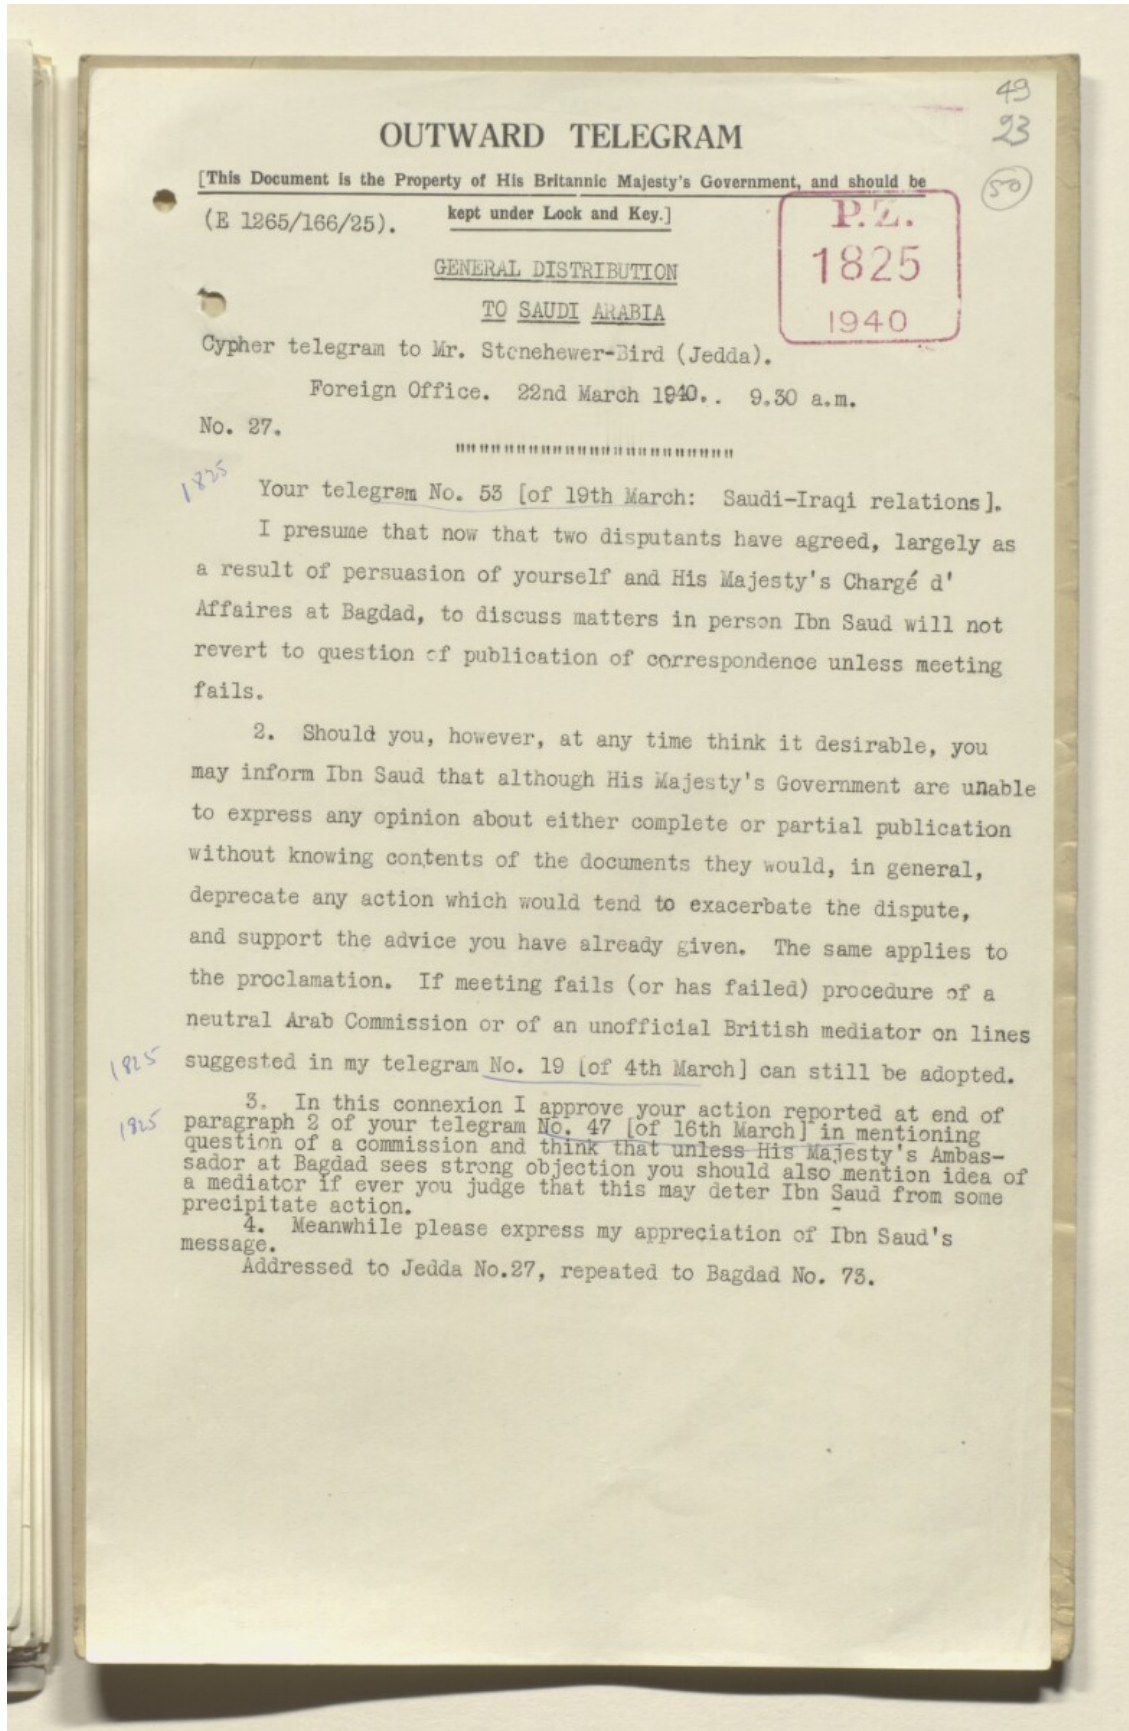 49
23
50
OUTWARD TELEGRAM
[This Document is the Property of His Britannic Majesty's Government, and should be
kept under Lock and Key.]
(E 1265/166/25).
P.Z.
1825
1940
GENERAL DISTRIBUTION
TO SAUDI ARABIA
Cypher telegram to Mr. Stonehewer-Bird (Jedda).
Foreign Office. 22nd March 1940.. 9.30 a.m.
No. 27.
"""""""""""""""""""""""
1825
Your telegram No. 53 [of 19th March: Saudi-Iraqi relations].
I presume that now that two disputants have agreed, largely as
a result of persuasion of yourself and His Majesty's Chargé d'
Affaires at Bagdad, to discuss matters in person Ibn Saud will not
revert to question of publication of correspondence unless meeting
fails.
2. Should you, however, at any time think it desirable, you
may inform Ibn Saud that although His Majesty's Government are unable
to express any opinion about either complete or partial publication
without knowing contents of the documents they would, in general,
deprecate any action which would tend to exacerbate the dispute,
and support the advice you have already given. The same applies to
the proclamation. If meeting fails (or has failed) procedure of a
neutral Arab Commission or of an unofficial British mediator on lines
1825
suggested in my telegram No. 19 [of 4th March] can still be adopted.
1825
3. In this connexion I approve your action reported at end of
paragraph 2 of your telegram No. 47 [of 16th March] in mentioning
question of a commission and think that unless His Majesty's Ambas-
sador at Bagdad sees strong objection you should also mention idea of
a mediator if ever you judge that this may deter Ibn Saud from some
precipitate action.
4. Meanwhile please express my appreciation of Ibn Saud's
message.
Addressed to Jedda No.27, repeated to Bagdad No. 73.